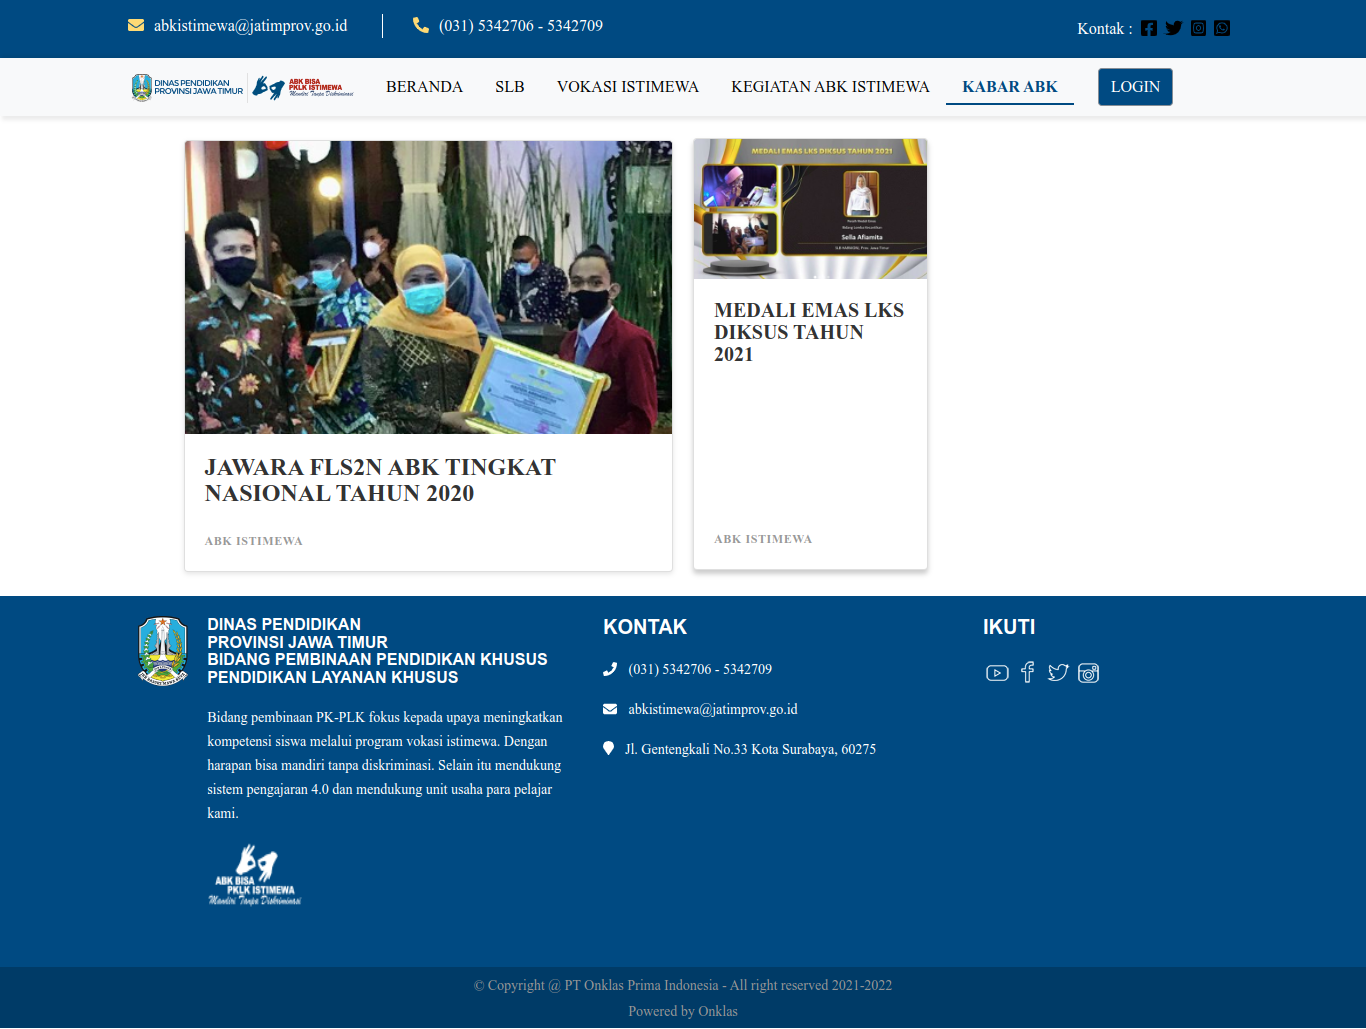 abkistimewa@jatimprov.go.id
(031) 5342706 - 5342709
Kontak :
DINAS PENDIDIKAN
PROVINSI JAWA TIMUR
ABK BISA
PKLK ISTIMEWA
Mandiri Tanpa Diskriminasi
BERANDA
SLB
VOKASI ISTIMEWA
KEGIATAN ABK ISTIMEWA
KABAR ABK
LOGIN
JAWARA FLS2N ABK TINGKAT
NASIONAL TAHUN 2020
ABK ISTIMEWA
MEDALI EMAS LKS DIKSUS TAHUN 2021
Sella Afiamita
MEDALI EMAS LKS
DIKSUS TAHUN
2021
ABK ISTIMEWA
DINAS PENDIDIKAN
PROVINSI JAWA TIMUR
BIDANG PEMBINAAN PENDIDIKAN KHUSUS
PENDIDIKAN LAYANAN KHUSUS
Bidang pembinaan PK-PLK fokus kepada upaya meningkatkan
kompetensi siswa melalui program vokasi istimewa. Dengan
harapan bisa mandiri tanpa diskriminasi. Selain itu mendukung
sistem pengajaran 4.0 dan mendukung unit usaha para pelajar
kami.
ABK BISA
PKLK ISTIMEWA
Mandiri Tanpa Diskriminasi
KONTAK
(031) 5342706 - 5342709
abkistimewa@jatimprov.go.id
Jl. Gentengkali No.33 Kota Surabaya, 60275
IKUTI
© Copyright @ PT Onklas Prima Indonesia - All right reserved 2021-2022
Powered by Onklas